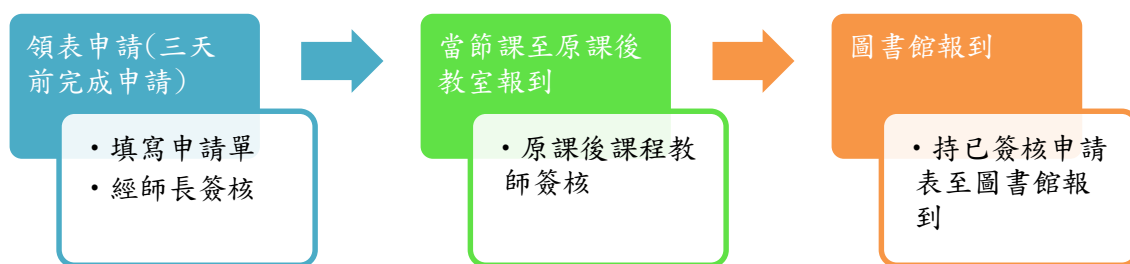 領表申請(三天
前完成申請)
・填寫申請單
・經師長簽核
當節課至原課後
教室報到
・原課後課程教
師簽核
圖書館報到
・持已簽核申請
表至圖書館報
到